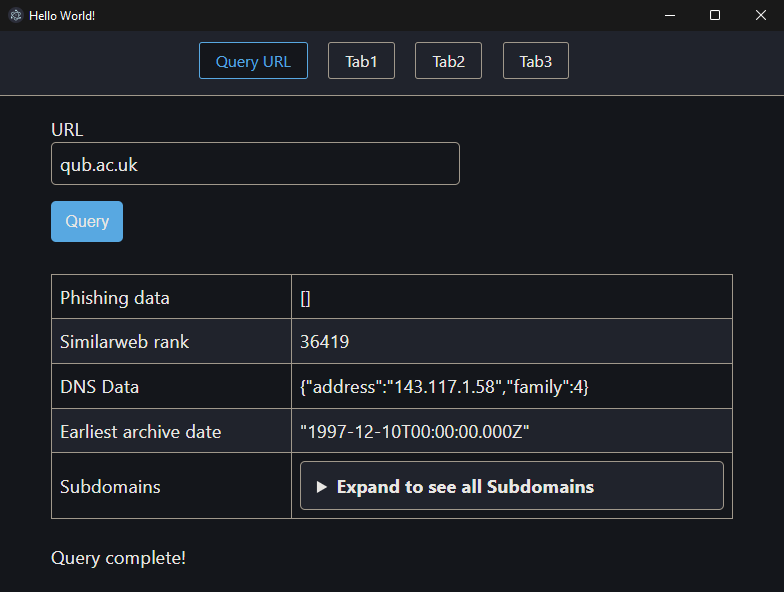 Hello World!
Query URL Tab1 Tab2 Tab3
URL
qub.ac.uk
Query
Phishing data []
Similarweb rank 36419
DNS Data {"address":"143.117.1.58","family":4}
Earliest archive date "1997-12-10T00:00:00.000Z"
Subdomains ▶ Expand to see all Subdomains
Query complete!